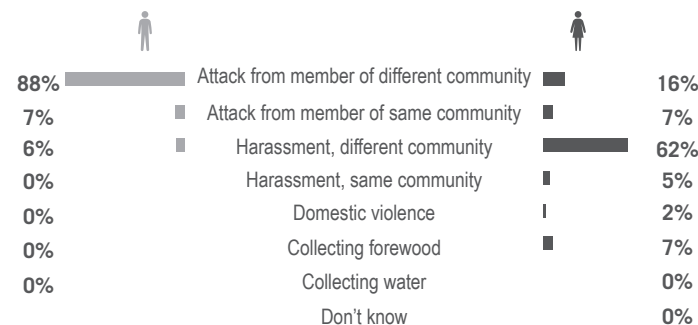 88% Attack from member of different community 16%
7% Attack from member of same community 7%
6% Harassment, different community 62%
0% Harassment, same community 5%
0% Domestic violence 2%
0% Collecting forewood 7%
0% Collecting water 0%
Don't know 0%